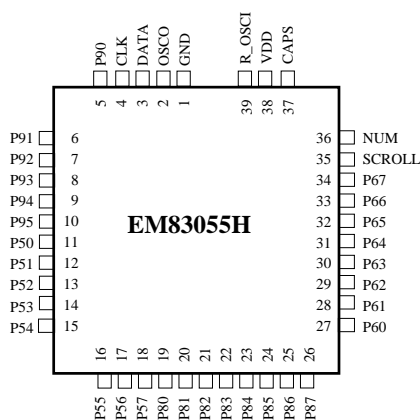 P90 CLK DATA OSCO GND R_OSCI VDD CAPS
5 4 3 2 1 39 38 37
P91 6 36 NUM
P92 7 35 SCROLL
P93 8 34 P67
P94 9 33 P66
P95 10 32 P65
P50 11 31 P64
P51 12 30 P63
P52 13 29 P62
P53 14 28 P61
P54 15 27 P60
EM83055H
16 17 18 19 20 21 22 23 24 25 26
P55 P56 P57 P80 P81 P82 P83 P84 P85 P86 P87